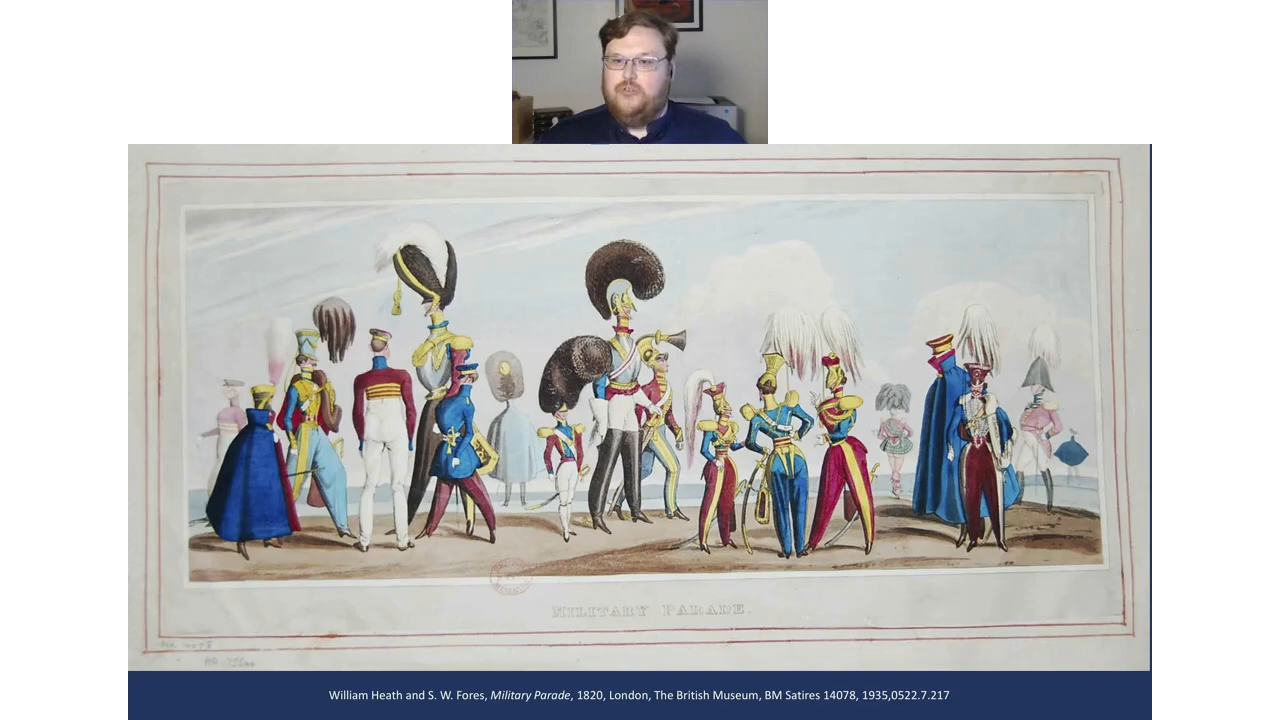 MILITARY PARADE.
William Heath and S. W. Fores, Military Parade, 1820, London, The British Museum, BM Satires 14078, 1935,0522.7.217